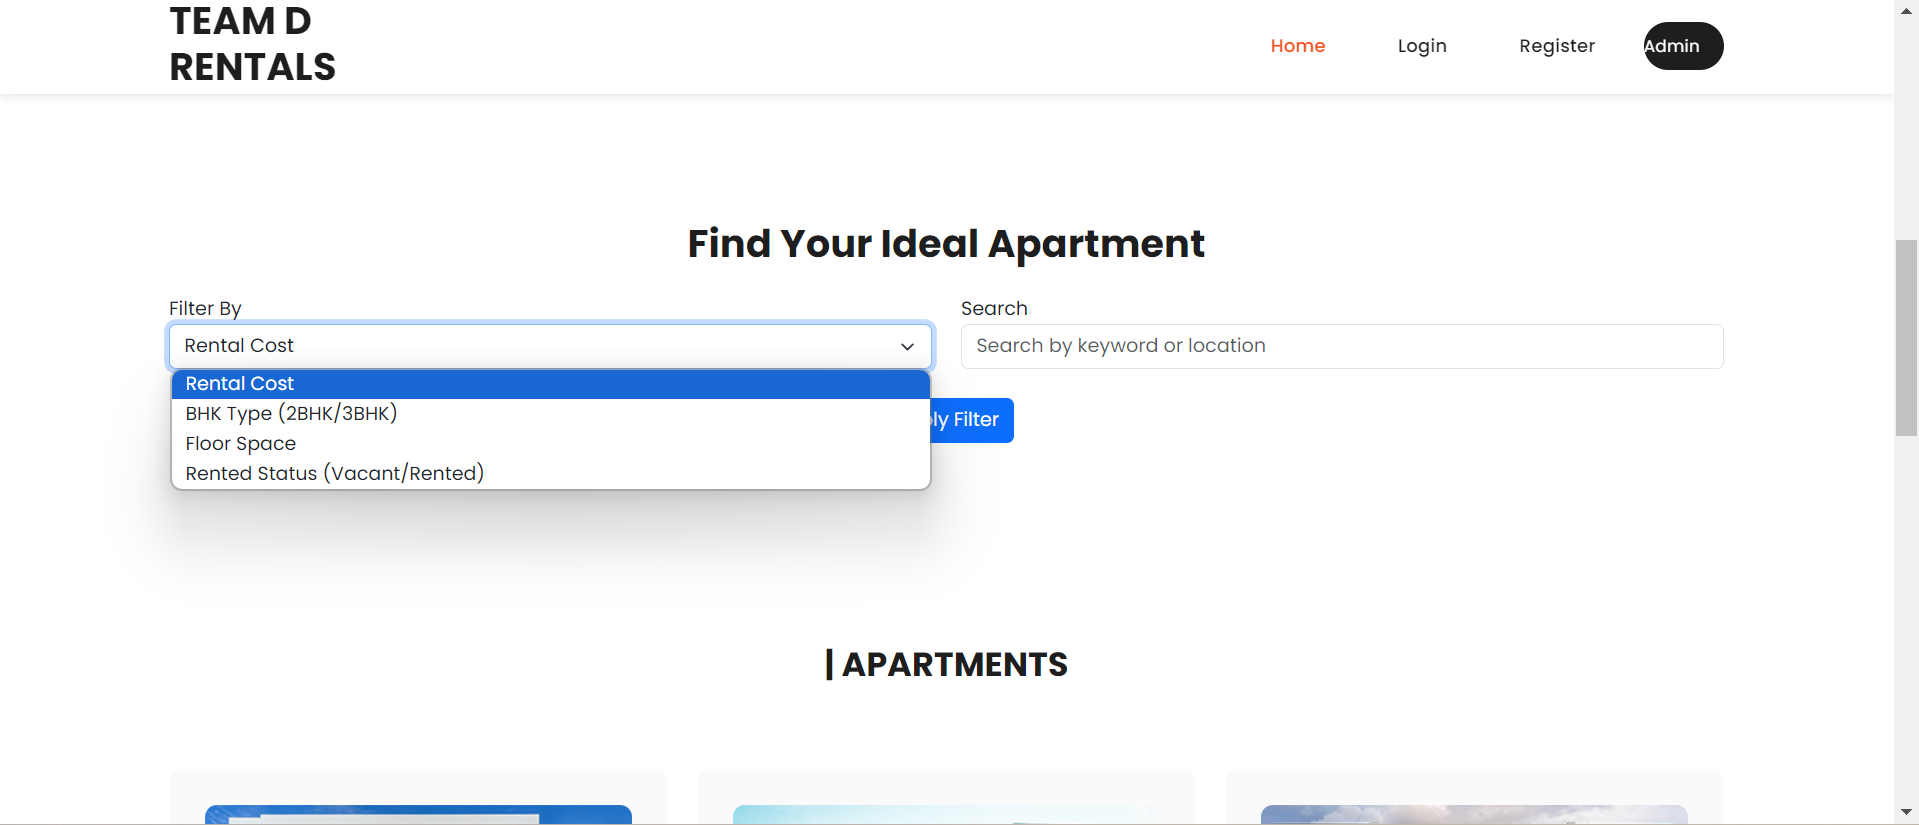 TEAM D
RENTALS
Home
Login
Register
Admin
Find Your Ideal Apartment
Filter By
Search
Rental Cost
Search by keyword or location
Rental Cost
BHK Type (2BHK/3BHK)
Filter
Floor Space
Rented Status (Vacant/Rented)
| APARTMENTS